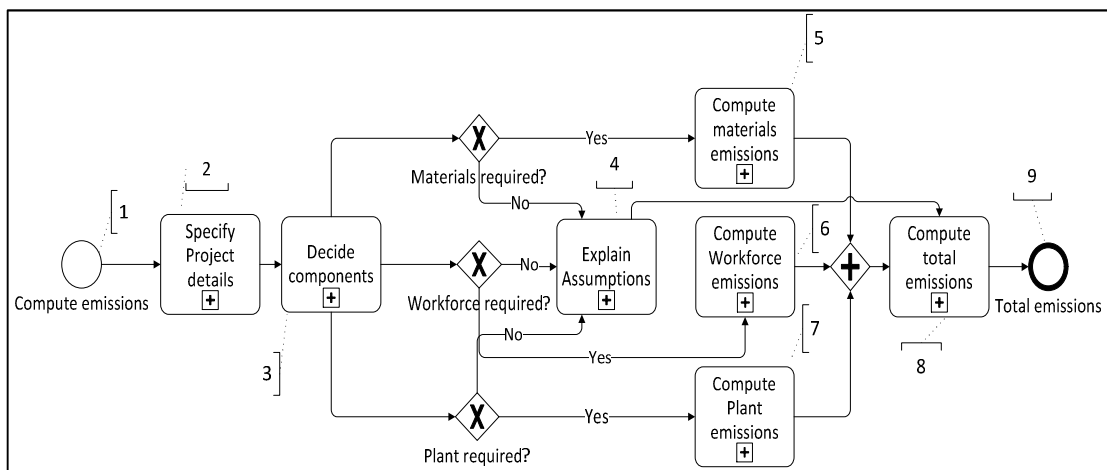 5
Compute
materials
emissions
Yes
Materials required?
No
4
2
1
Specify
Project
details
Compute emissions
Decide
components
3
Workforce required?
No
Explain
Assumptions
Compute
Workforce
emissions
6
Compute
total
emissions
8
9
Total emissions
No
Yes
7
Plant required?
Yes
Compute
Plant
emissions